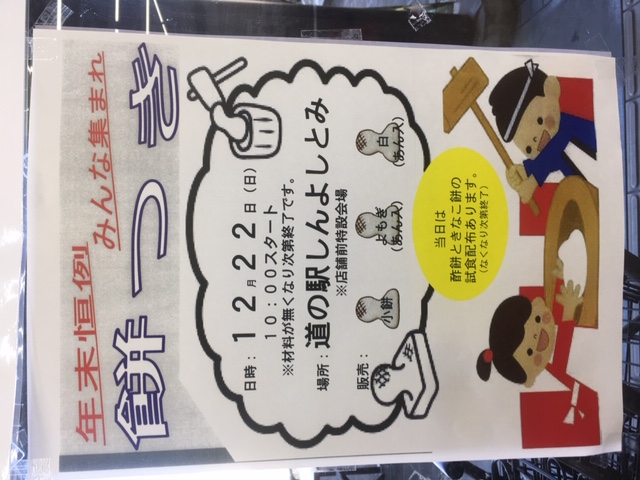 年末恒例 みんな集まれ
餅つき
日時：１２月２２日（日）
１０：００スタート
※材料が無くなり次第終了です。
場所：道の駅しんよしとみ
※店舗前特設会場
販売：
小餅
よもぎ
(あん入)
白
(あん入)
当日は
酢餅ときなこ餅の
試食配布あります。
(なくなり次第終了)